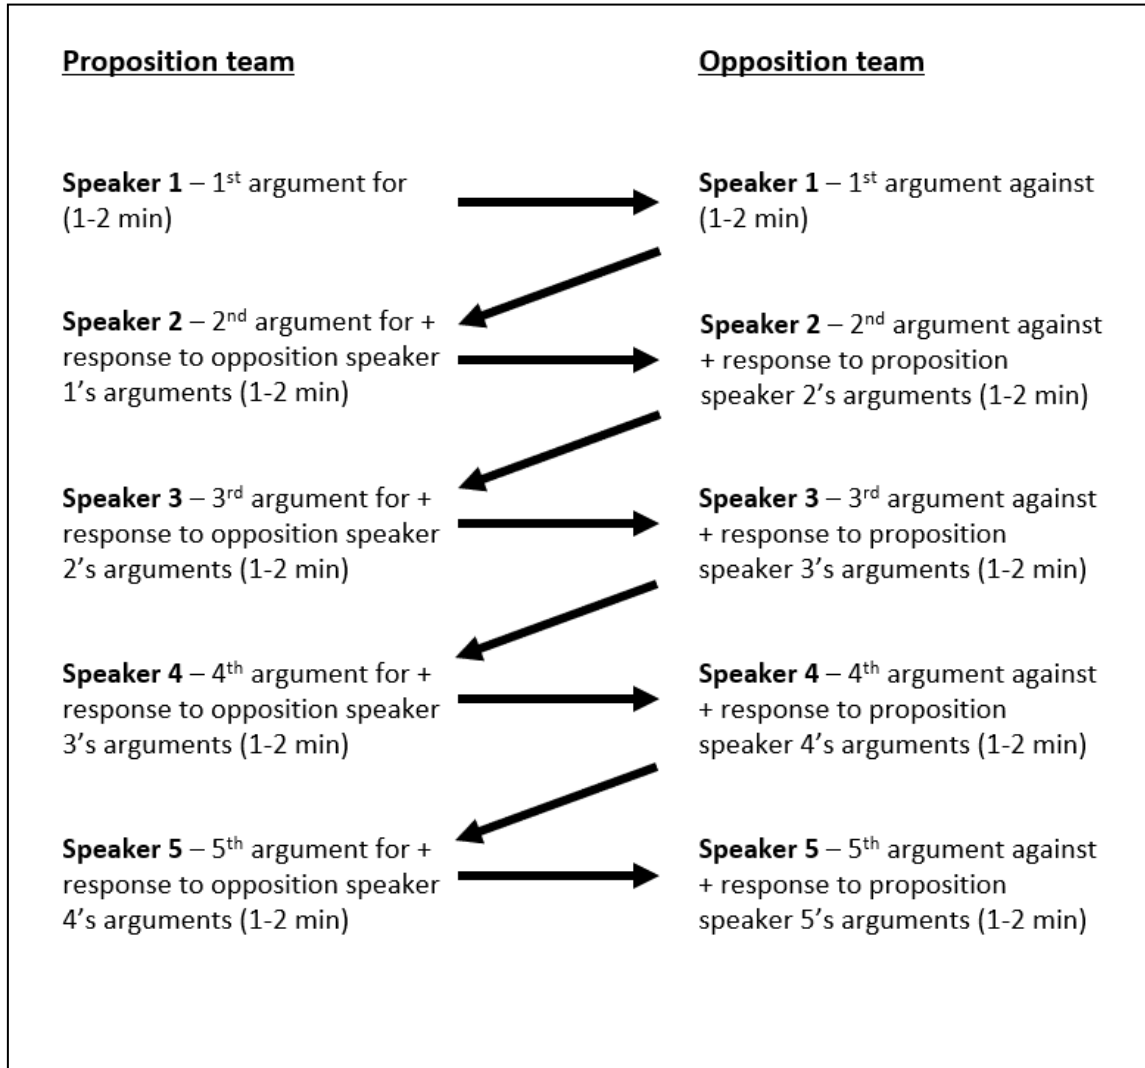 Proposition team
Opposition team
Speaker 1 – 1st argument for
(1-2 min)
Speaker 1 – 1st argument against
(1-2 min)
Speaker 2 – 2nd argument for +
response to opposition speaker
1’s arguments (1-2 min)
Speaker 2 – 2nd argument against
+ response to proposition
speaker 2’s arguments (1-2 min)
Speaker 3 – 3rd argument for +
response to opposition speaker
2’s arguments (1-2 min)
Speaker 3 – 3rd argument against
+ response to proposition
speaker 3’s arguments (1-2 min)
Speaker 4 – 4th argument for +
response to opposition speaker
3’s arguments (1-2 min)
Speaker 4 – 4th argument against
+ response to proposition
speaker 4’s arguments (1-2 min)
Speaker 5 – 5th argument for +
response to opposition speaker
4’s arguments (1-2 min)
Speaker 5 – 5th argument against
+ response to proposition
speaker 5’s arguments (1-2 min)